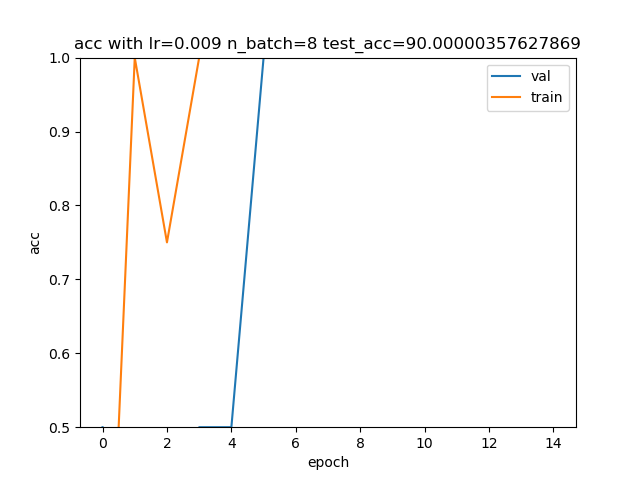 acc with lr=0.009 n_batch=8 test_acc=90.00000357627869
val
train
1.0
0.9
0.8
0.7
0.6
0.5
acc
0 2 4 6 8 10 12 14
epoch